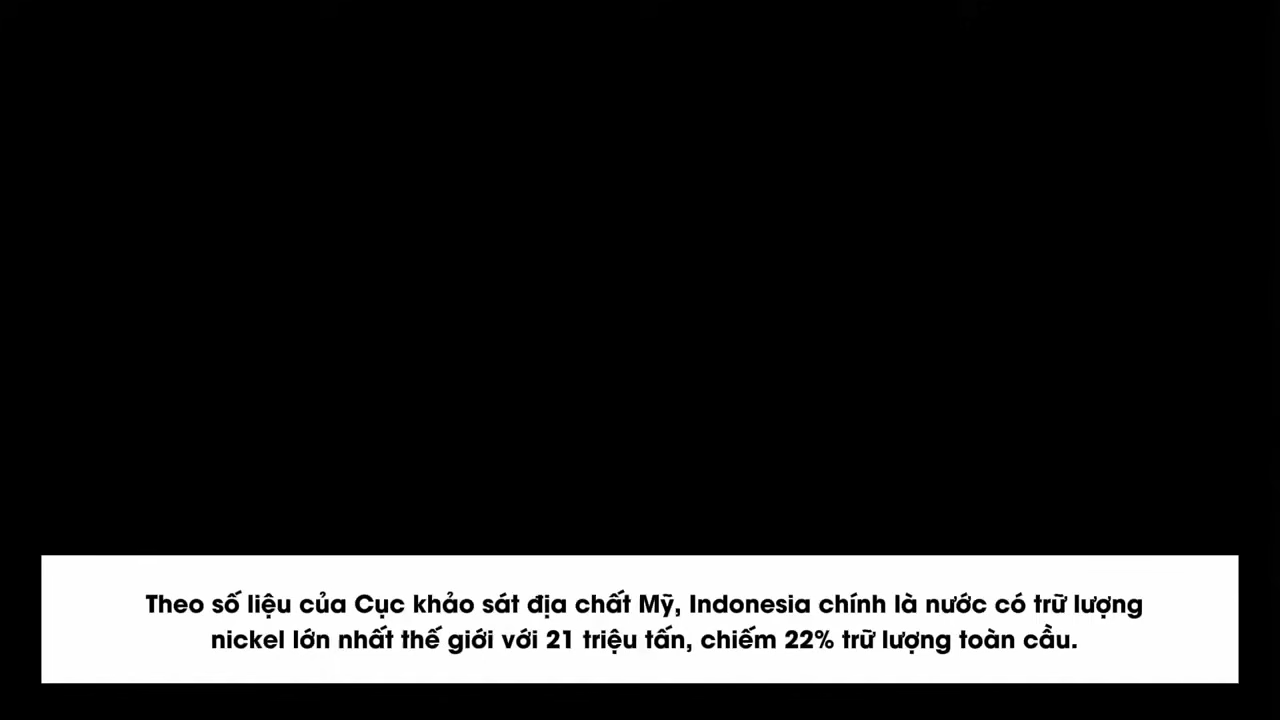 Theo số liệu của Cục khảo sát địa chất Mỹ, Indonesia chính là nước có trữ lượng
nickel lớn nhất thế giới với 21 triệu tấn, chiếm 22% trữ lượng toàn cầu.